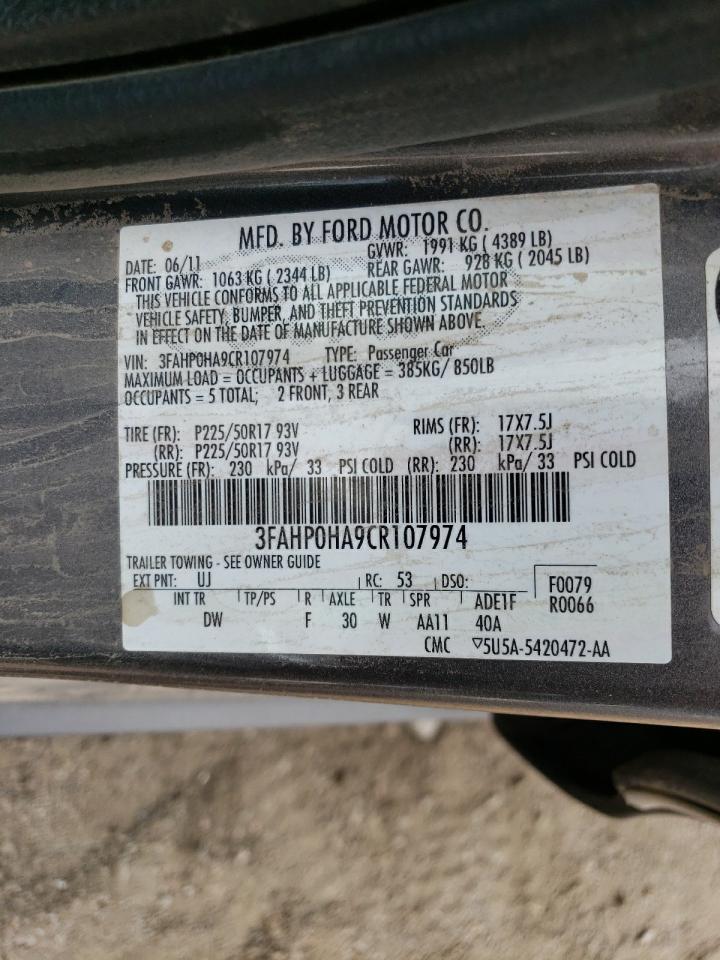 MFD. BY FORD MOTOR CO.
DATE: 06/11 GVWR: 1991 KG ( 4389 LB)
FRONT GAWR: 1063 KG ( 2344 LB) REAR GAWR: 928 KG ( 2045 LB)
THIS VEHICLE CONFORMS TO ALL APPLICABLE FEDERAL MOTOR
VEHICLE SAFETY, BUMPER, AND THEFT PREVENTION STANDARDS
IN EFFECT ON THE DATE OF MANUFACTURE SHOWN ABOVE.
VIN: 3FAHP0HA9CR107974 TYPE: Passenger Car
MAXIMUM LOAD = OCCUPANTS + LUGGAGE = 385KG/ 850LB
OCCUPANTS = 5 TOTAL; 2 FRONT, 3 REAR
TIRE (FR): P225/50R17 93V RIMS (FR): 17X7.5J
(RR): P225/50R17 93V (RR): 17X7.5J
PRESSURE (FR): 230 kPa/ 33 PSI COLD (RR): 230 kPa/ 33 PSI COLD
3FAHP0HA9CR107974
TRAILER TOWING - SEE OWNER GUIDE
EXT PNT: UJ RC: 53 DSO: F0079
INT TR TP/PS R AXLE TR SPR ADE1F R0066
DW F 30 W AA11 40A
CMC ▽5U5A-5420472-AA